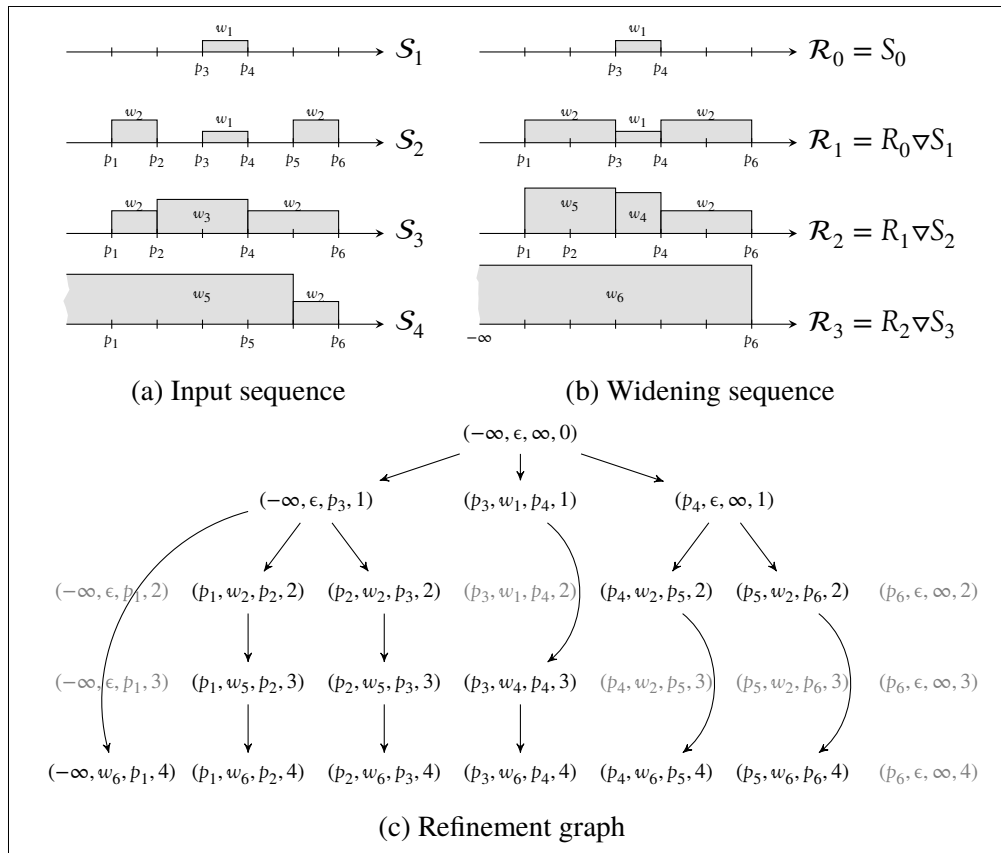 w₁ w₁
p₃ p₄ 𝒮₁ p₃ p₄ ℛ₀ = S₀
w₂ w₁ w₂ w₂ w₁ w₂
p₁ p₂ p₃ p₄ p₅ p₆ 𝒮₂ p₁ p₃ p₄ p₆ ℛ₁ = R₀▽S₁
w₂ w₃ w₂ w₅ w₄ w₂
p₁ p₂ p₄ p₆ 𝒮₃ p₁ p₂ p₄ p₆ ℛ₂ = R₁▽S₂
w₅ w₂ w₆
p₁ p₅ p₆ 𝒮₄ −∞ p₆ ℛ₃ = R₂▽S₃
(a) Input sequence (b) Widening sequence
(−∞, ϵ, ∞, 0)
(−∞, ϵ, p₃, 1) (p₃, w₁, p₄, 1) (p₄, ϵ, ∞, 1)
(−∞, ϵ, p₁, 2) (p₁, w₂, p₂, 2) (p₂, w₂, p₃, 2) (p₃, w₁, p₄, 2) (p₄, w₂, p₅, 2) (p₅, w₂, p₆, 2) (p₆, ϵ, ∞, 2)
(−∞, ϵ, p₁, 3) (p₁, w₅, p₂, 3) (p₂, w₅, p₃, 3) (p₃, w₄, p₄, 3) (p₄, w₂, p₅, 3) (p₅, w₂, p₆, 3) (p₆, ϵ, ∞, 3)
(−∞, w₆, p₁, 4) (p₁, w₆, p₂, 4) (p₂, w₆, p₃, 4) (p₃, w₆, p₄, 4) (p₄, w₆, p₅, 4) (p₅, w₆, p₆, 4) (p₆, ϵ, ∞, 4)
(c) Refinement graph